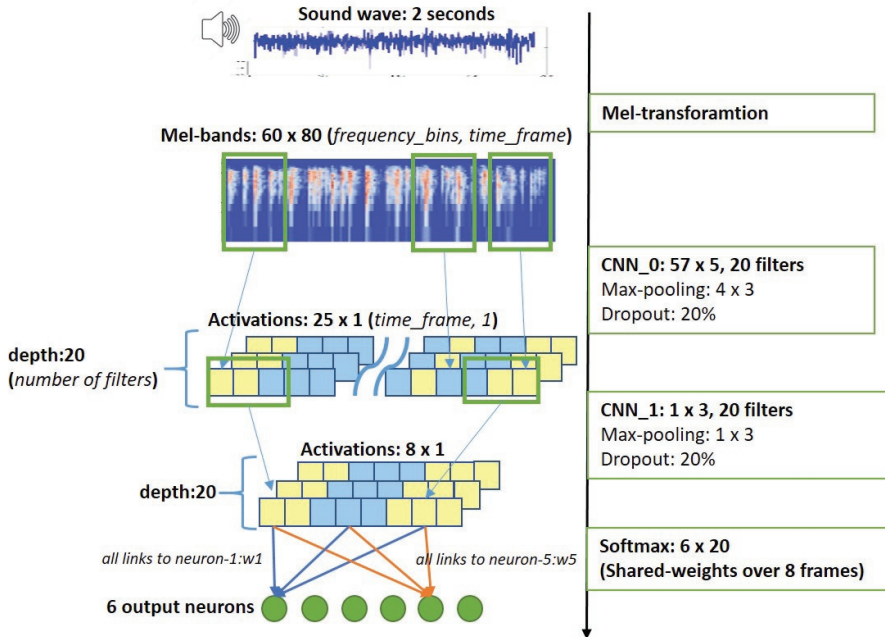 Sound wave: 2 seconds
Mel-transforamtion
Mel-bands: 60 x 80 (frequency_bins, time_frame)
CNN_0: 57 x 5, 20 filters
Max-pooling: 4 x 3
Dropout: 20%
Activations: 25 x 1 (time_frame, 1)
depth:20
(number of filters)
CNN_1: 1 x 3, 20 filters
Max-pooling: 1 x 3
Dropout: 20%
Activations: 8 x 1
depth:20
all links to neuron-1:w1
all links to neuron-5:w5
Softmax: 6 x 20
(Shared-weights over 8 frames)
6 output neurons